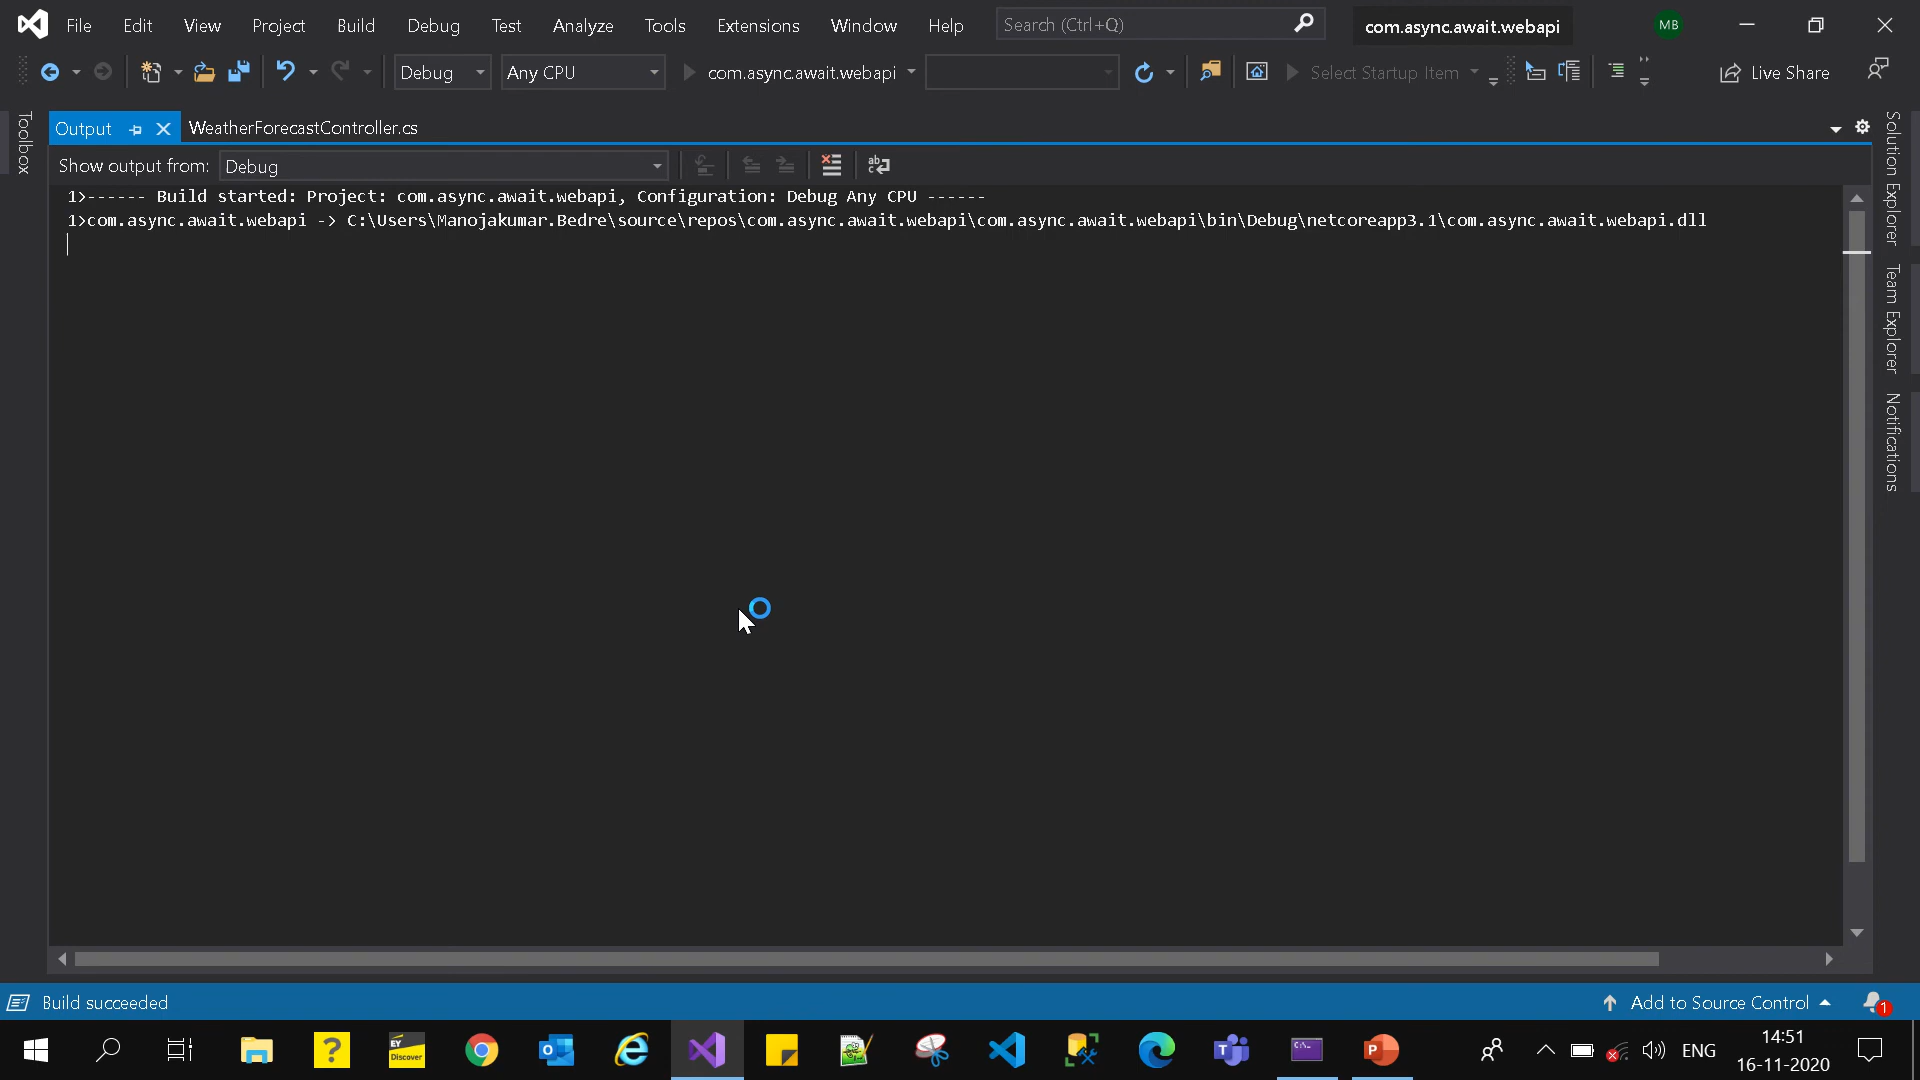 File Edit View Project Build Debug Test Analyze Tools Extensions Window Help Search (Ctrl+Q) com.async.await.webapi MB
Debug Any CPU com.async.await.webapi Select Startup Item Live Share
Toolbox
Output WeatherForecastController.cs
Show output from: Debug
1>------ Build started: Project: com.async.await.webapi, Configuration: Debug Any CPU ------
1>com.async.await.webapi -> C:\Users\Manojakumar.Bedre\source\repos\com.async.await.webapi\com.async.await.webapi\bin\Debug\netcoreapp3.1\com.async.await.webapi.dll
Solution Explorer
Team Explorer
Notifications
Build succeeded Add to Source Control 1
EY Discover
ENG
14:51
16-11-2020